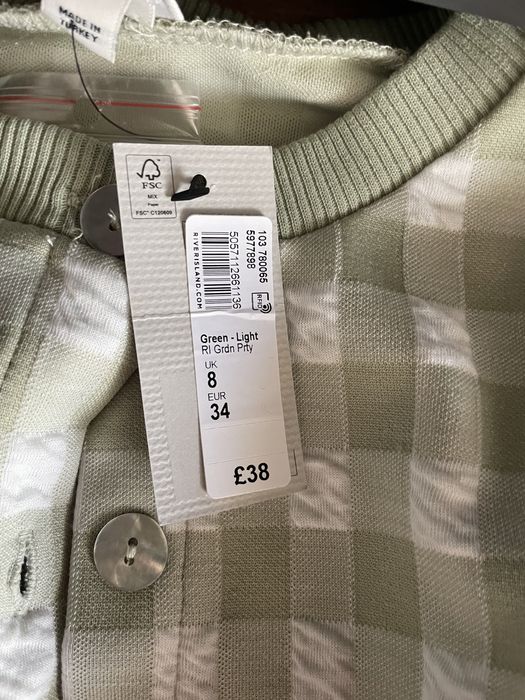 MADE IN
TURKEY
FSC
MIX
Paper
FSC® C120609
RIVERISLAND.COM
5057112661136
5977898
103 780065
RFID
Green - Light
RI Grdn Prty
UK
8
EUR
34
£38